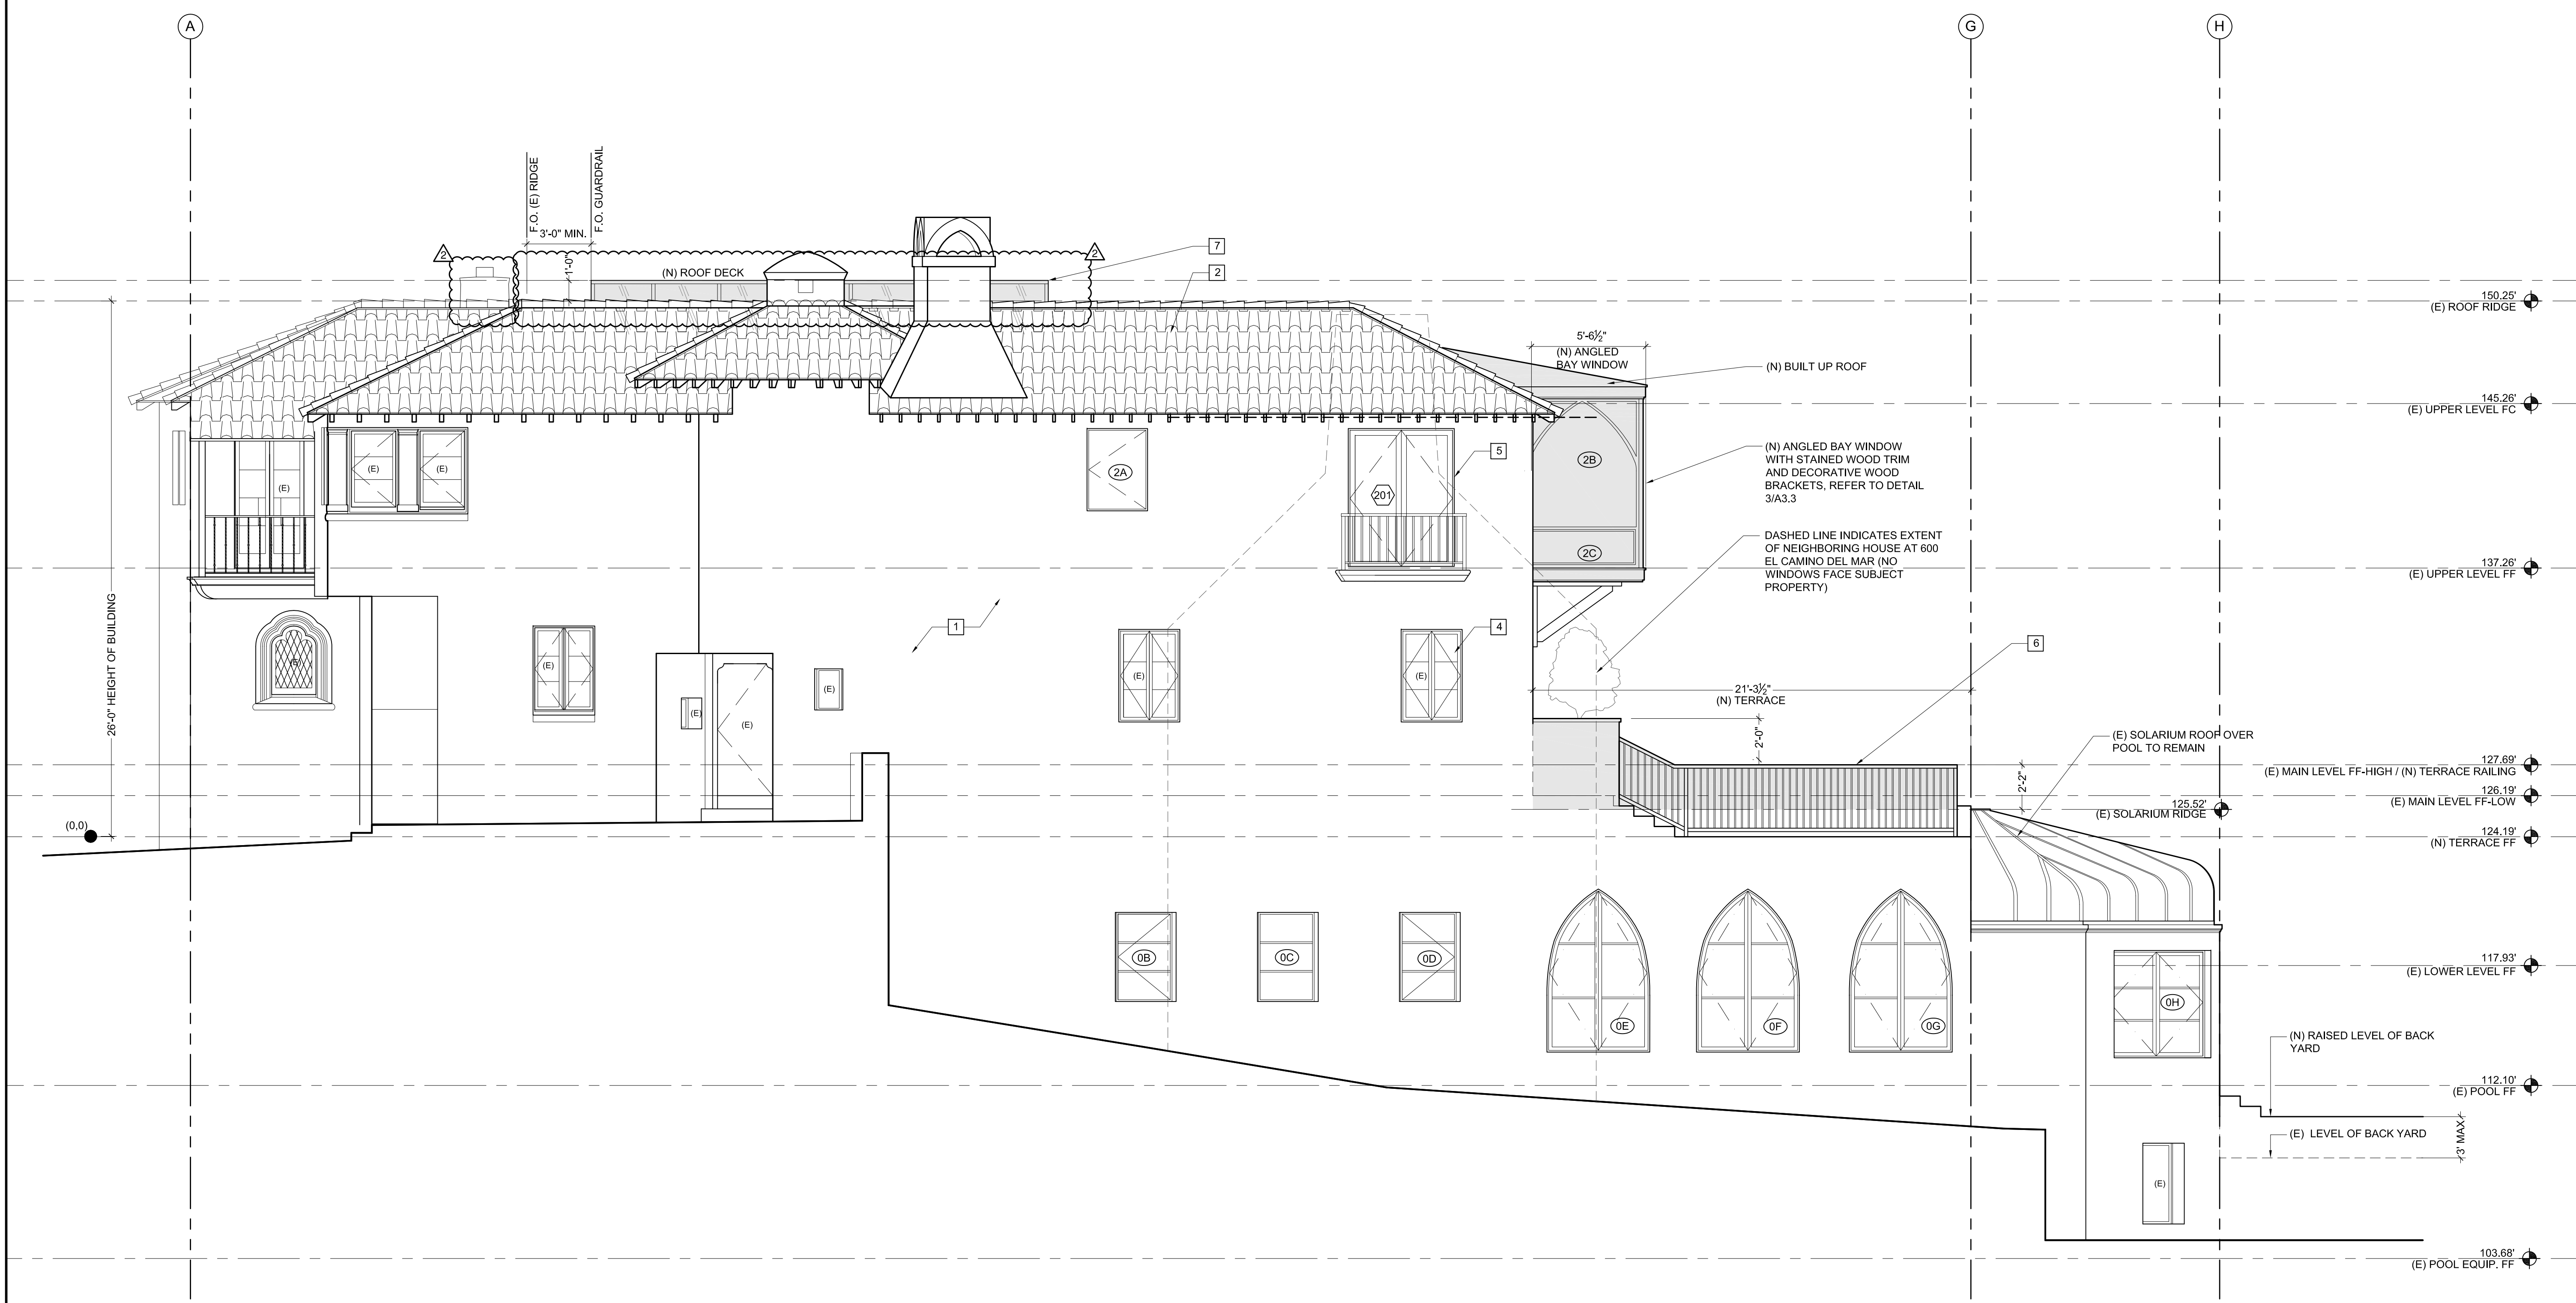 A
G
H
F.O. (E) RIDGE
F.O. GUARDRAIL
3'-0" MIN.
1'-0"
2
2
(N) ROOF DECK
7
2
150.25'
(E) ROOF RIDGE
5'-6½"
(N) ANGLED
BAY WINDOW
(N) BUILT UP ROOF
145.26'
(E) UPPER LEVEL FC
(N) ANGLED BAY WINDOW
WITH STAINED WOOD TRIM
AND DECORATIVE WOOD
BRACKETS, REFER TO DETAIL
3/A3.3
(E)
(E)
(E)
2A
201
5
2B
2C
DASHED LINE INDICATES EXTENT
OF NEIGHBORING HOUSE AT 600
EL CAMINO DEL MAR (NO
WINDOWS FACE SUBJECT
PROPERTY)
137.26'
(E) UPPER LEVEL FF
26'-0" HEIGHT OF BUILDING
1
4
6
(E)
(E)
(E)
(E)
(E)
(E)
(E)
21'-3½"
(N) TERRACE
2'-0"
(E) SOLARIUM ROOF OVER
POOL TO REMAIN
127.69'
(E) MAIN LEVEL FF-HIGH / (N) TERRACE RAILING
2'-2"
126.19'
(E) MAIN LEVEL FF-LOW
125.52'
(E) SOLARIUM RIDGE
(0,0)
124.19'
(N) TERRACE FF
0B
0C
0D
0E
0F
0G
0H
117.93'
(E) LOWER LEVEL FF
(N) RAISED LEVEL OF BACK
YARD
112.10'
(E) POOL FF
(E) LEVEL OF BACK YARD
3' MAX
(E)
103.68'
(E) POOL EQUIP. FF